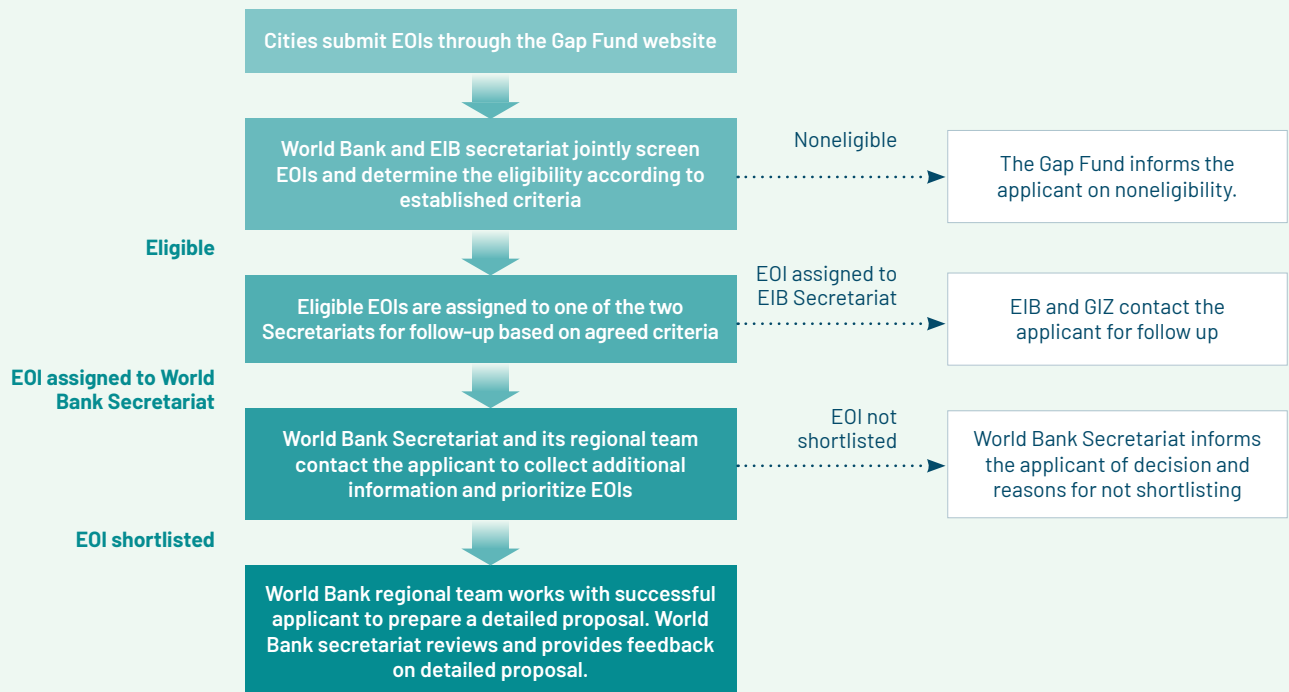 Cities submit EOIs through the Gap Fund website
World Bank and EIB secretariat jointly screen
EOIs and determine the eligibility according to
established criteria
Noneligible
The Gap Fund informs the
applicant on noneligibility.
Eligible
Eligible EOIs are assigned to one of the two
Secretariats for follow-up based on agreed criteria
EOI assigned to
EIB Secretariat
EIB and GIZ contact the
applicant for follow up
EOI assigned to World
Bank Secretariat
World Bank Secretariat and its regional team
contact the applicant to collect additional
information and prioritize EOIs
EOI not
shortlisted
World Bank Secretariat informs
the applicant of decision and
reasons for not shortlisting
EOI shortlisted
World Bank regional team works with successful
applicant to prepare a detailed proposal. World
Bank secretariat reviews and provides feedback
on detailed proposal.